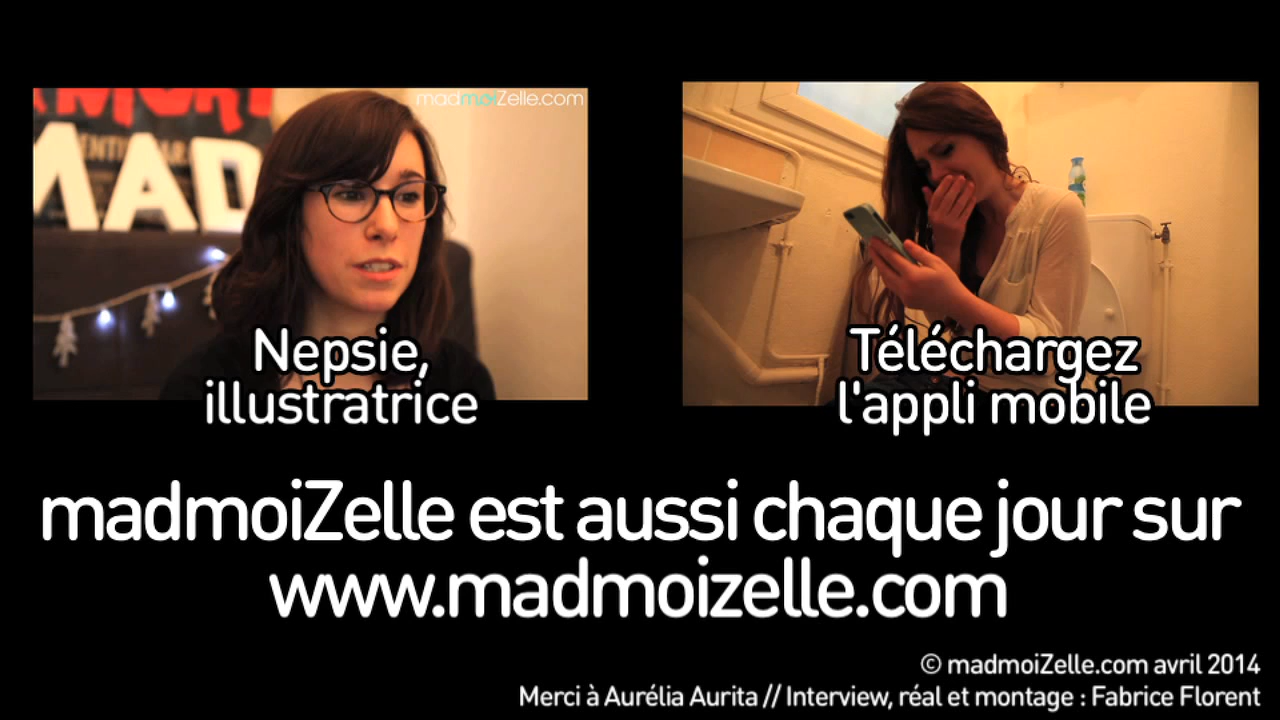 madmoiZelle.com
MAD
Nepsie,
illustratrice
Téléchargez
l'appli mobile
madmoiZelle est aussi chaque jour sur
www.madmoizelle.com
© madmoiZelle.com avril 2014
Merci à Aurélia Aurita // Interview, réal et montage : Fabrice Florent